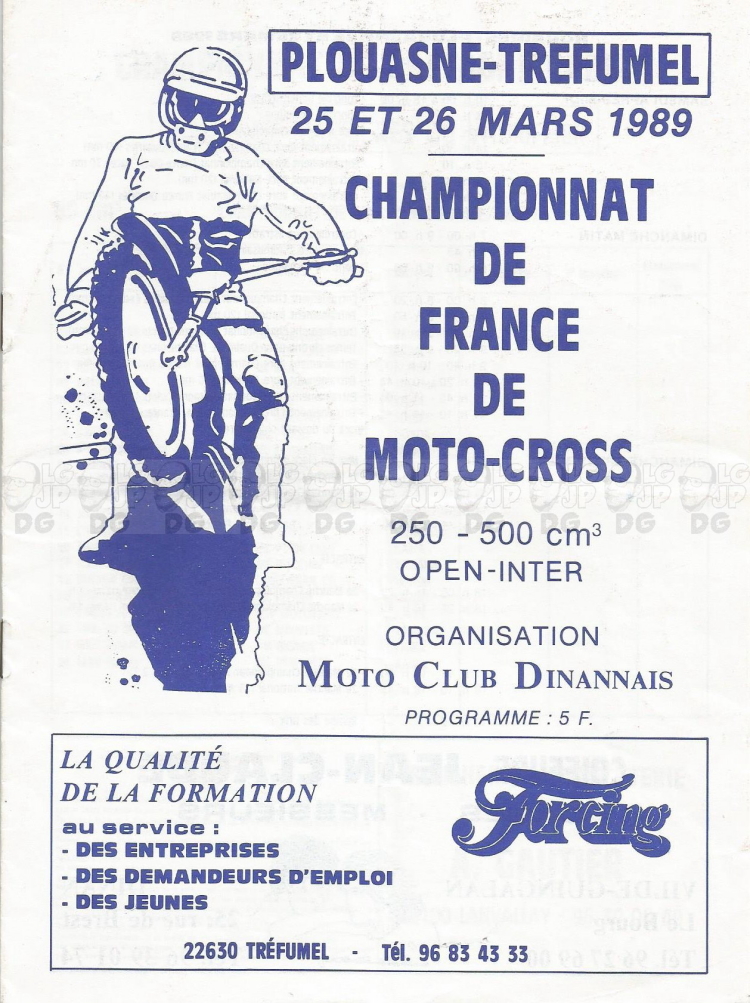 PLOUASNE-TREFUMEL
25 ET 26 MARS 1989
CHAMPIONNAT
DE
FRANCE
DE
MOTO-CROSS
250 - 500 cm³
OPEN-INTER
ORGANISATION
MOTO CLUB DINANNAIS
PROGRAMME : 5 F.
LA QUALITÉ
DE LA FORMATION
au service :
- DES ENTREPRISES
- DES DEMANDEURS D'EMPLOI
- DES JEUNES
Forcing
22630 TRÉFUMEL - Tél. 96 83 43 33